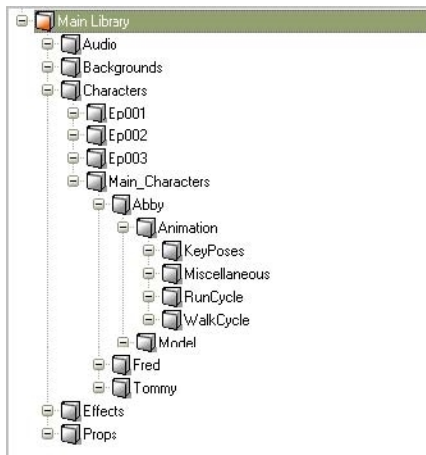 Main Library
Audio
Backgrounds
Characters
Ep001
Ep002
Ep003
Main_Characters
Abby
Animation
KeyPoses
Miscellaneous
RunCycle
WalkCycle
Model
Fred
Tommy
Effects
Props